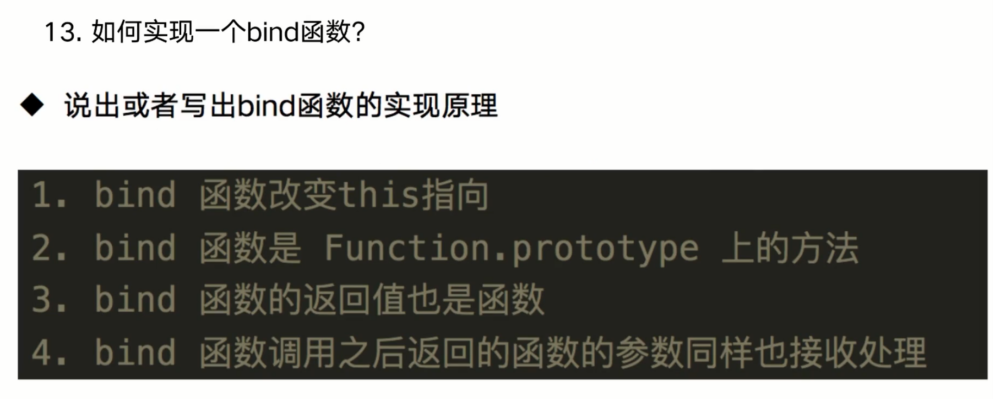 13. 如何实现一个bind函数?
◆ 说出或者写出bind函数的实现原理
1. bind 函数改变this指向
2. bind 函数是 Function.prototype 上的方法
3. bind 函数的返回值也是函数
4. bind 函数调用之后返回的函数的参数同样也接收处理